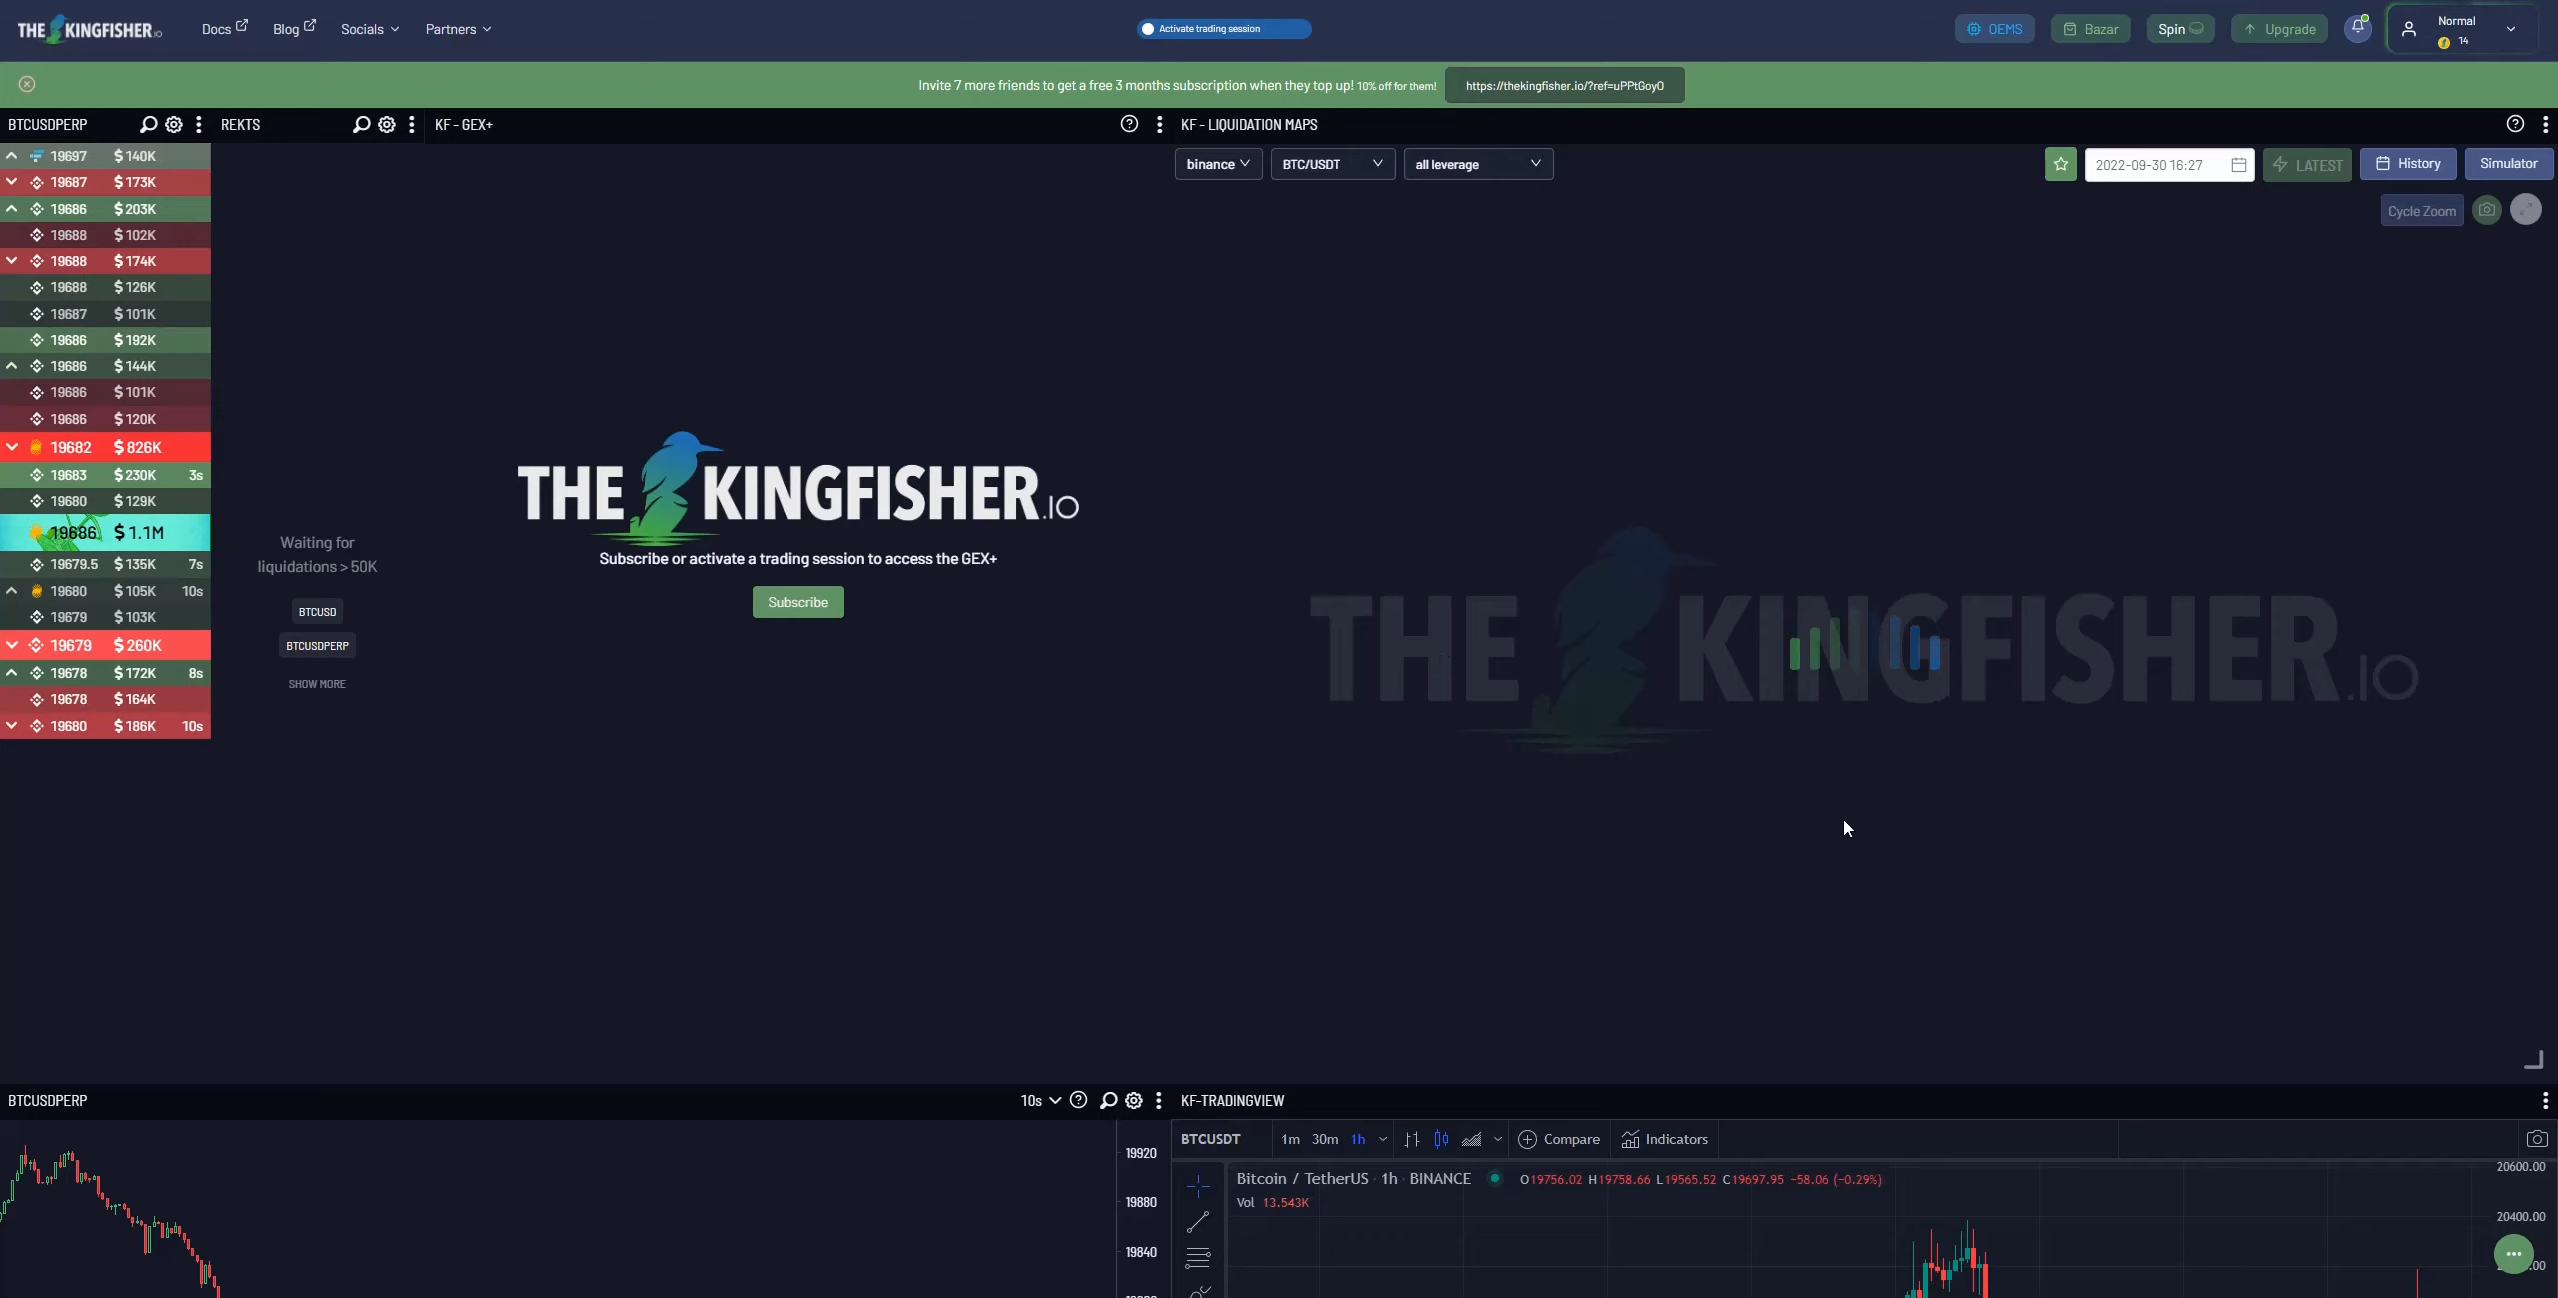 THE KINGFISHER.IO
Docs
Blog
Socials
Partners
Activate trading session
OEMS
Bazar
Spin
Upgrade
Normal
14
Invite 7 more friends to get a free 3 months subscription when they top up! 10% off for them!
https://thekingfisher.io/?ref=uPPtGoyO
BTCUSDPERP
REKTS
KF - GEX+
KF - LIQUIDATION MAPS
19697 $140K
19687 $173K
19686 $203K
19688 $102K
19688 $174K
19688 $126K
19687 $101K
19686 $192K
19686 $144K
19686 $101K
19686 $120K
19682 $826K
19683 $230K 3s
19680 $129K
19686 $1.1M
19679.5 $135K 7s
19680 $105K 10s
19679 $103K
19679 $260K
19678 $172K 8s
19678 $164K
19680 $186K 10s
Waiting for
liquidations > 50K
BTCUSD
BTCUSDPERP
SHOW MORE
THE KINGFISHER.IO
Subscribe or activate a trading session to access the GEX+
Subscribe
binance
BTC/USDT
all leverage
2022-09-30 16:27
LATEST
History
Simulator
Cycle Zoom
THE KINGFISHER.IO
BTCUSDPERP
10s
19920
19880
19840
KF-TRADINGVIEW
BTCUSDT
1m 30m 1h
Compare
Indicators
Bitcoin / TetherUS · 1h · BINANCE
O19756.02 H19758.66 L19565.52 C19697.95 −58.06 (−0.29%)
Vol 13.543K
20600.00
20400.00